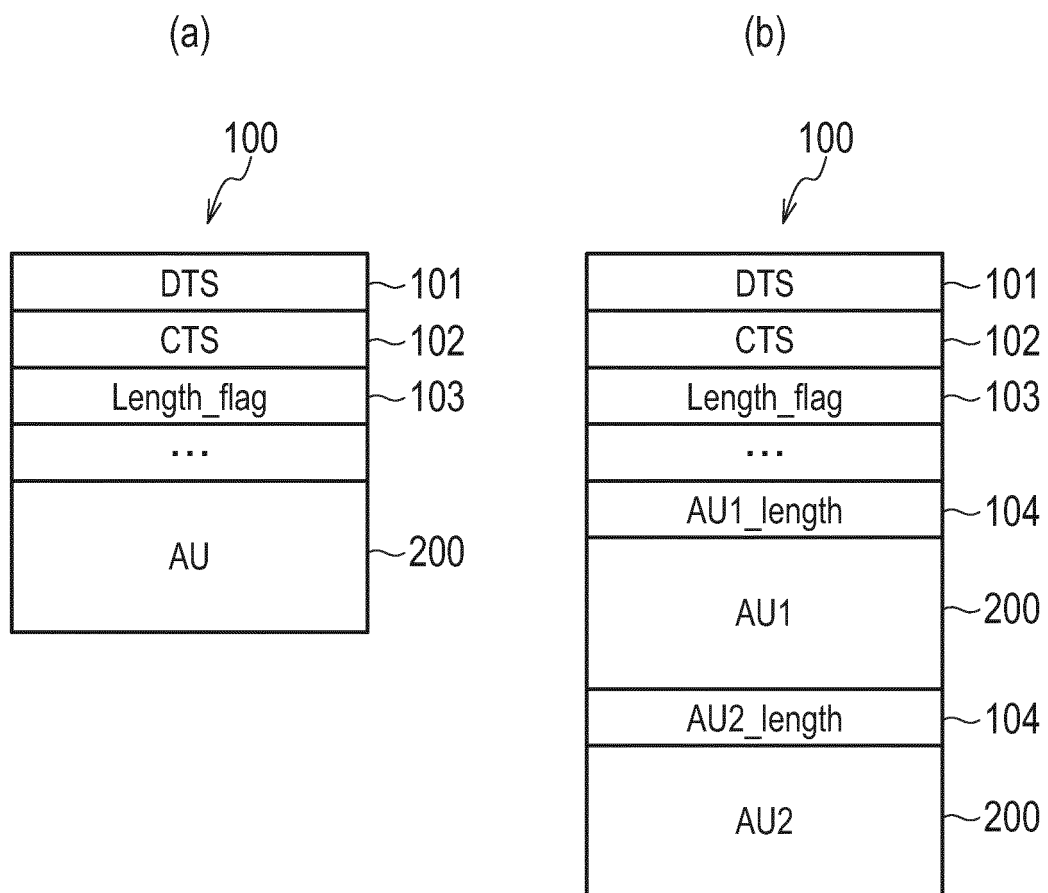 (a)
100
DTS 101
CTS 102
Length_flag 103
...
AU 200
(b)
100
DTS 101
CTS 102
Length_flag 103
...
AU1_length 104
AU1 200
AU2_length 104
AU2 200